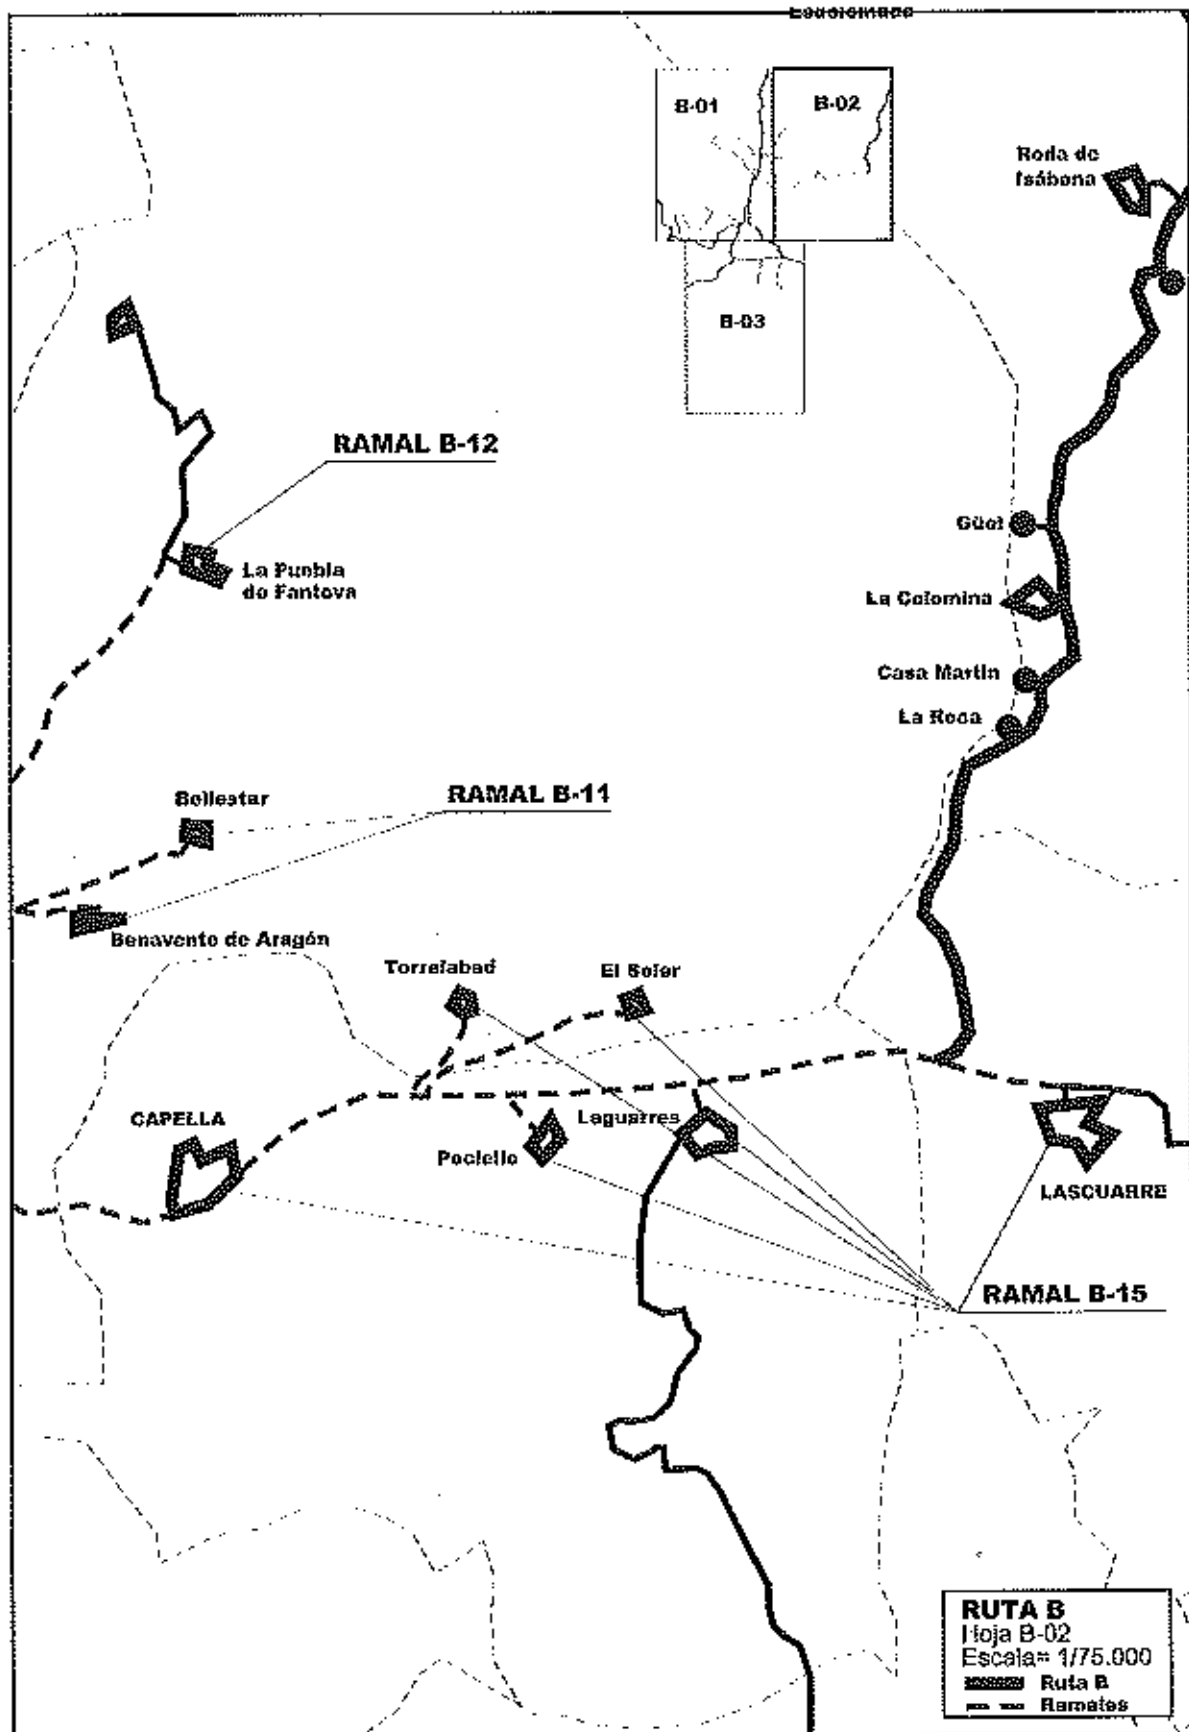 B-01
B-02
Roda de
Isábena
B-03
RAMAL B-12
Güel
La Puebla
de Fantova
La Colomina
Casa Martin
La Roca
Bellestar
RAMAL B-11
Benavente de Aragón
Torrelabad
El Soler
CAPELLA
Laguarres
Pociello
LASCUARRE
RAMAL B-15
RUTA B
Hoja B-02
Escala= 1/75.000
Ruta B
Ramales